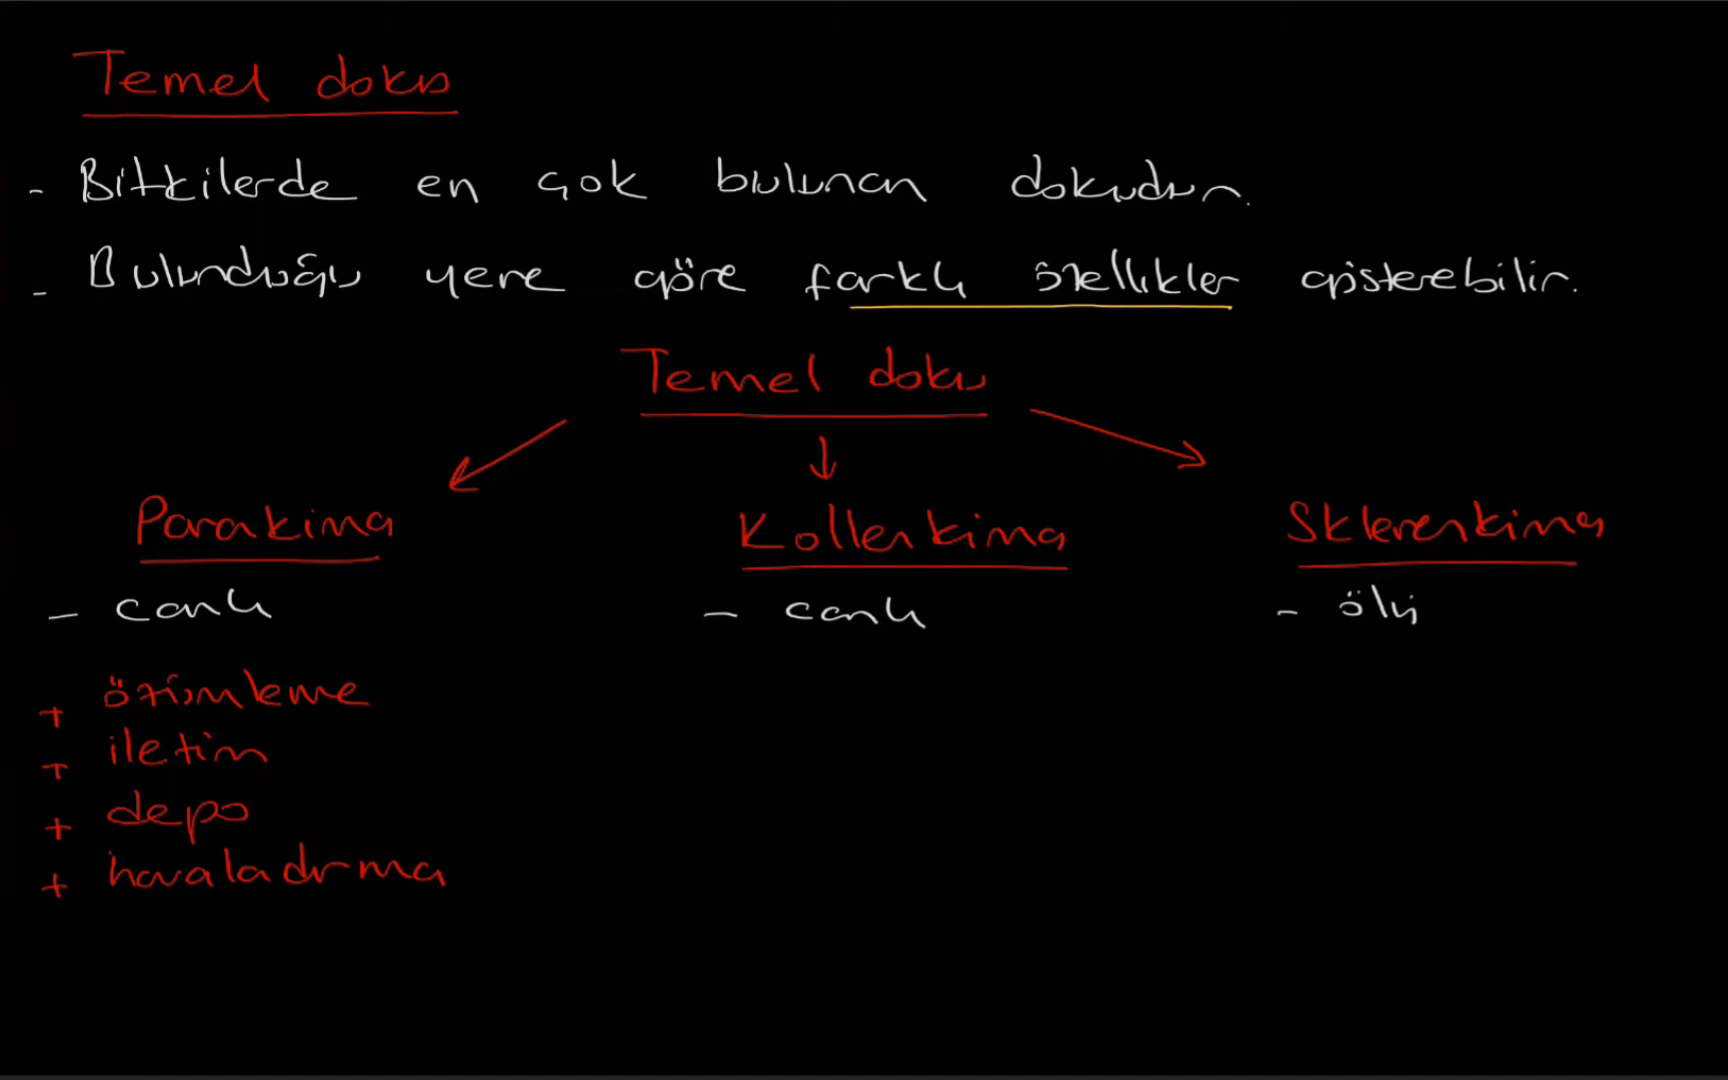 Temel doku
- Bitkilerde en çok bulunan dokudur.
- Bulunduğu yere göre farklı özellikler gösterebilir.
Temel doku
Parankima Kollenkima Sklerenkima
- canlı - canlı - ölü
+ özümleme
+ iletim
+ depo
+ havaladırma